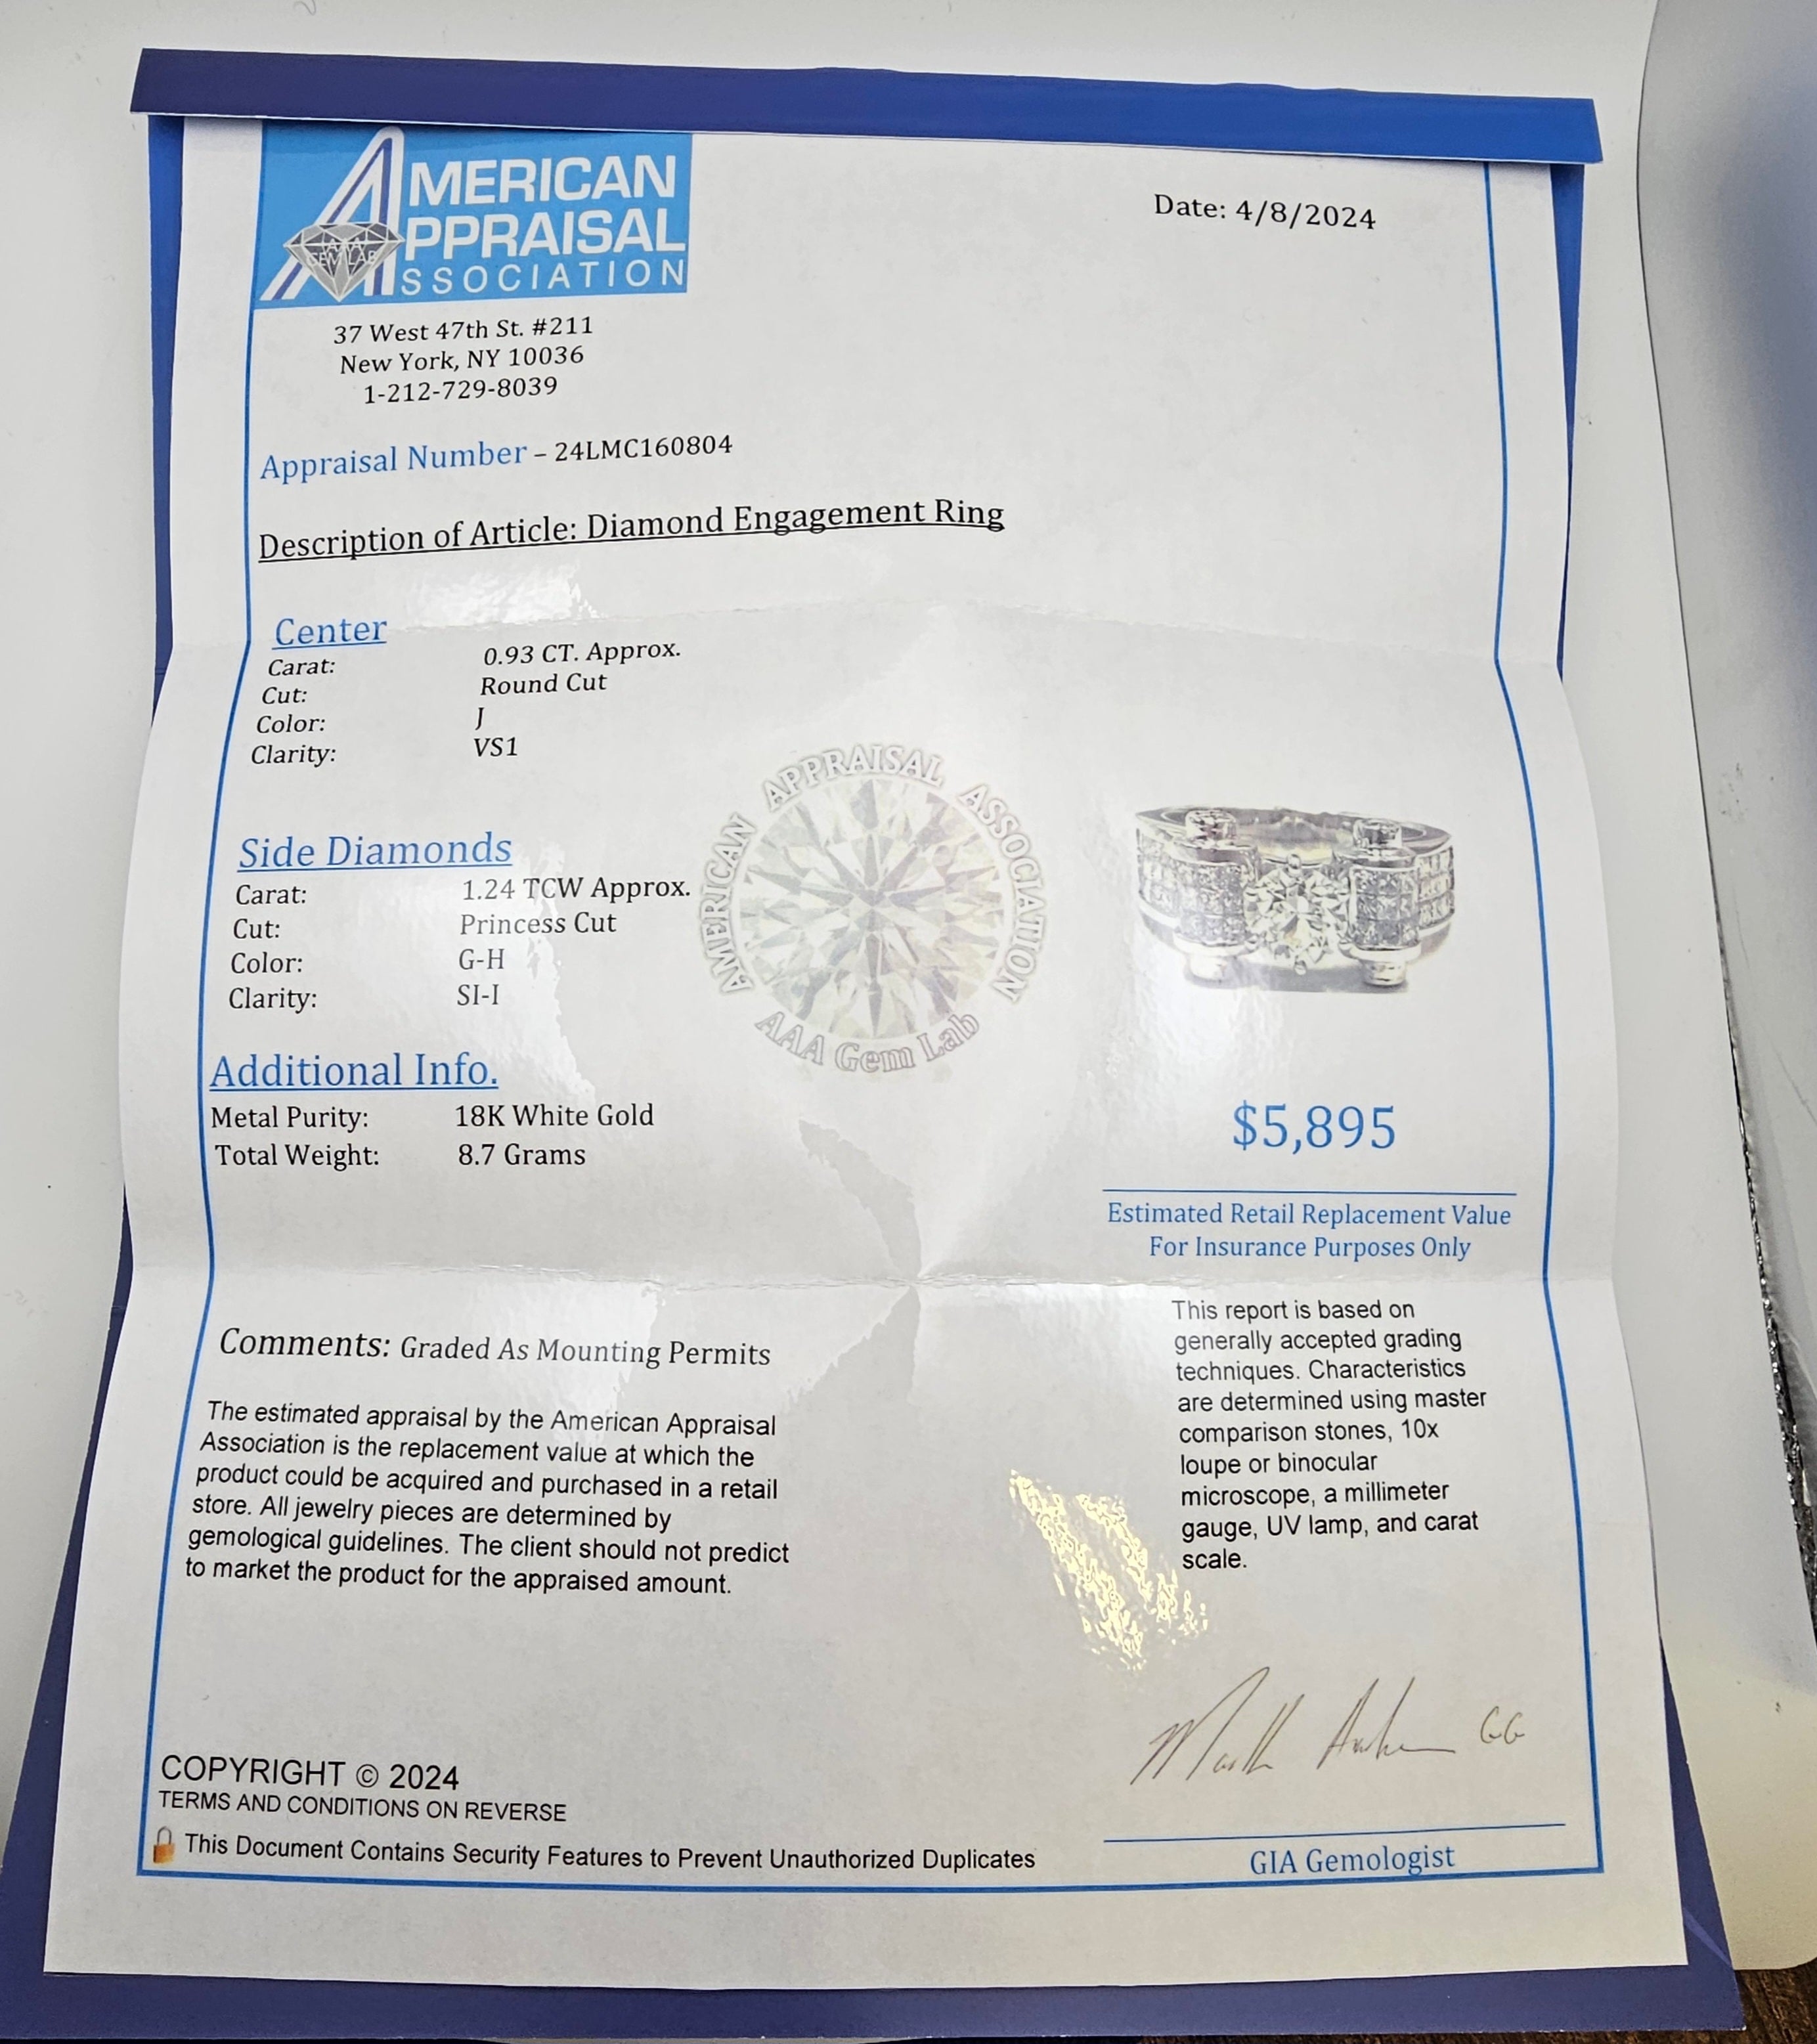 AMERICAN
APPRAISAL
ASSOCIATION
GEM LAB
Date: 4/8/2024
37 West 47th St. #211
New York, NY 10036
1-212-729-8039
Appraisal Number – 24LMC160804
Description of Article: Diamond Engagement Ring
Center
Carat: 0.93 CT. Approx.
Cut: Round Cut
Color: J
Clarity: VS1
Side Diamonds
Carat: 1.24 TCW Approx.
Cut: Princess Cut
Color: G-H
Clarity: SI-I
AMERICAN APPRAISAL ASSOCIATION
AAA Gem Lab
Additional Info.
Metal Purity: 18K White Gold
Total Weight: 8.7 Grams
$5,895
Estimated Retail Replacement Value
For Insurance Purposes Only
Comments: Graded As Mounting Permits
The estimated appraisal by the American Appraisal
Association is the replacement value at which the
product could be acquired and purchased in a retail
store. All jewelry pieces are determined by
gemological guidelines. The client should not predict
to market the product for the appraised amount.
This report is based on
generally accepted grading
techniques. Characteristics
are determined using master
comparison stones, 10x
loupe or binocular
microscope, a millimeter
gauge, UV lamp, and carat
scale.
GG
GIA Gemologist
COPYRIGHT © 2024
TERMS AND CONDITIONS ON REVERSE
This Document Contains Security Features to Prevent Unauthorized Duplicates